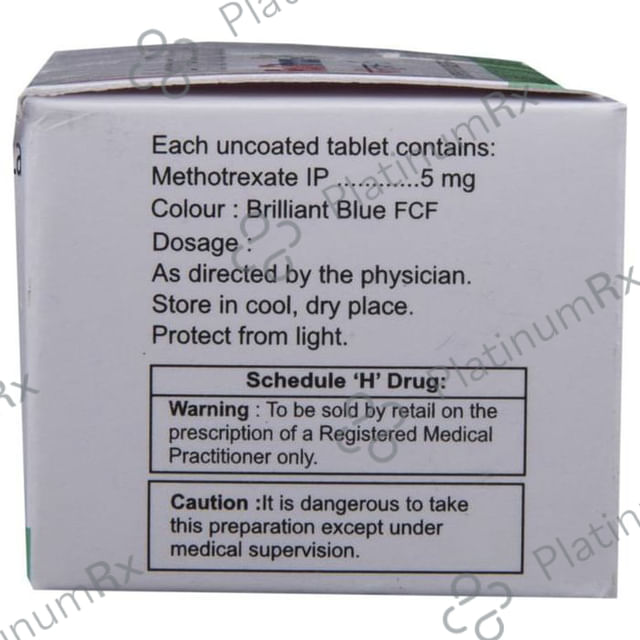 Each uncoated tablet contains:
Methotrexate IP ............5 mg
Colour : Brilliant Blue FCF
Dosage :
As directed by the physician.
Store in cool, dry place.
Protect from light.
Schedule ‘H’ Drug:
Warning : To be sold by retail on the
prescription of a Registered Medical
Practitioner only.
Caution :It is dangerous to take
this preparation except under
medical supervision.
PlatinumRx
PlatinumRx